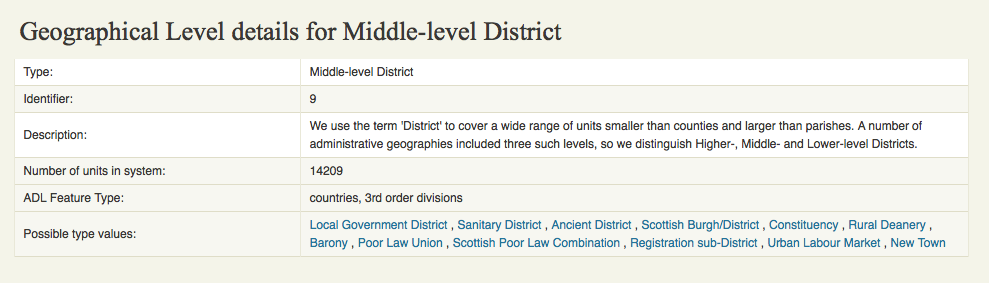 Geographical Level details for Middle-level District
Type: Middle-level District
Identifier: 9
Description: We use the term 'District' to cover a wide range of units smaller than counties and larger than parishes. A number of
administrative geographies included three such levels, so we distinguish Higher-, Middle- and Lower-level Districts.
Number of units in system: 14209
ADL Feature Type: countries, 3rd order divisions
Possible type values: Local Government District , Sanitary District , Ancient District , Scottish Burgh/District , Constituency , Rural Deanery ,
Barony , Poor Law Union , Scottish Poor Law Combination , Registration sub-District , Urban Labour Market , New Town